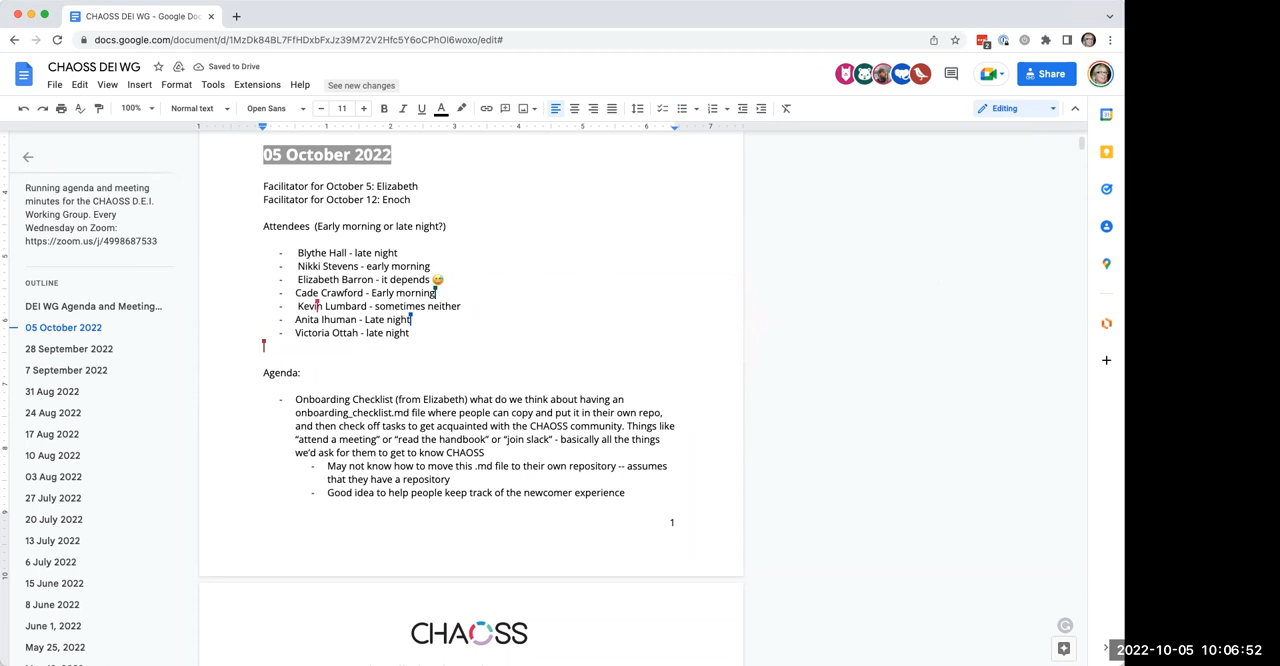 CHAOSS DEI WG - Google Doc
docs.google.com/document/d/1MzDk84BL7FfHDxbFxJz39M72V2Hfc5Y6oCPhOl6woxo/edit#
2
CHAOSS DEI WG
Saved to Drive
File Edit View Insert Format Tools Extensions Help See new changes
Share
100% Normal text Open Sans 11 B I U A Editing
1 1 2 3 4 5 6 7
05 October 2022
Facilitator for October 5: Elizabeth
Facilitator for October 12: Enoch
Attendees (Early morning or late night?)
- Blythe Hall - late night
- Nikki Stevens - early morning
- Elizabeth Barron - it depends 😅
- Cade Crawford - Early morning
- Kevin Lumbard - sometimes neither
- Anita Ihuman - Late night
- Victoria Ottah - late night
Agenda:
- Onboarding Checklist (from Elizabeth) what do we think about having an
onboarding_checklist.md file where people can copy and put it in their own repo,
and then check off tasks to get acquainted with the CHAOSS community. Things like
“attend a meeting” or “read the handbook” or “join slack” - basically all the things
we’d ask for them to get to know CHAOSS
- May not know how to move this .md file to their own repository -- assumes
that they have a repository
- Good idea to help people keep track of the newcomer experience
1
CHAOSS
Running agenda and meeting
minutes for the CHAOSS D.E.I.
Working Group. Every
Wednesday on Zoom:
https://zoom.us/j/4998687533
OUTLINE
DEI WG Agenda and Meeting...
05 October 2022
28 September 2022
7 September 2022
31 Aug 2022
24 Aug 2022
17 Aug 2022
10 Aug 2022
03 Aug 2022
27 July 2022
20 July 2022
13 July 2022
6 July 2022
15 June 2022
8 June 2022
June 1, 2022
May 25, 2022
2022-10-05 10:06:52